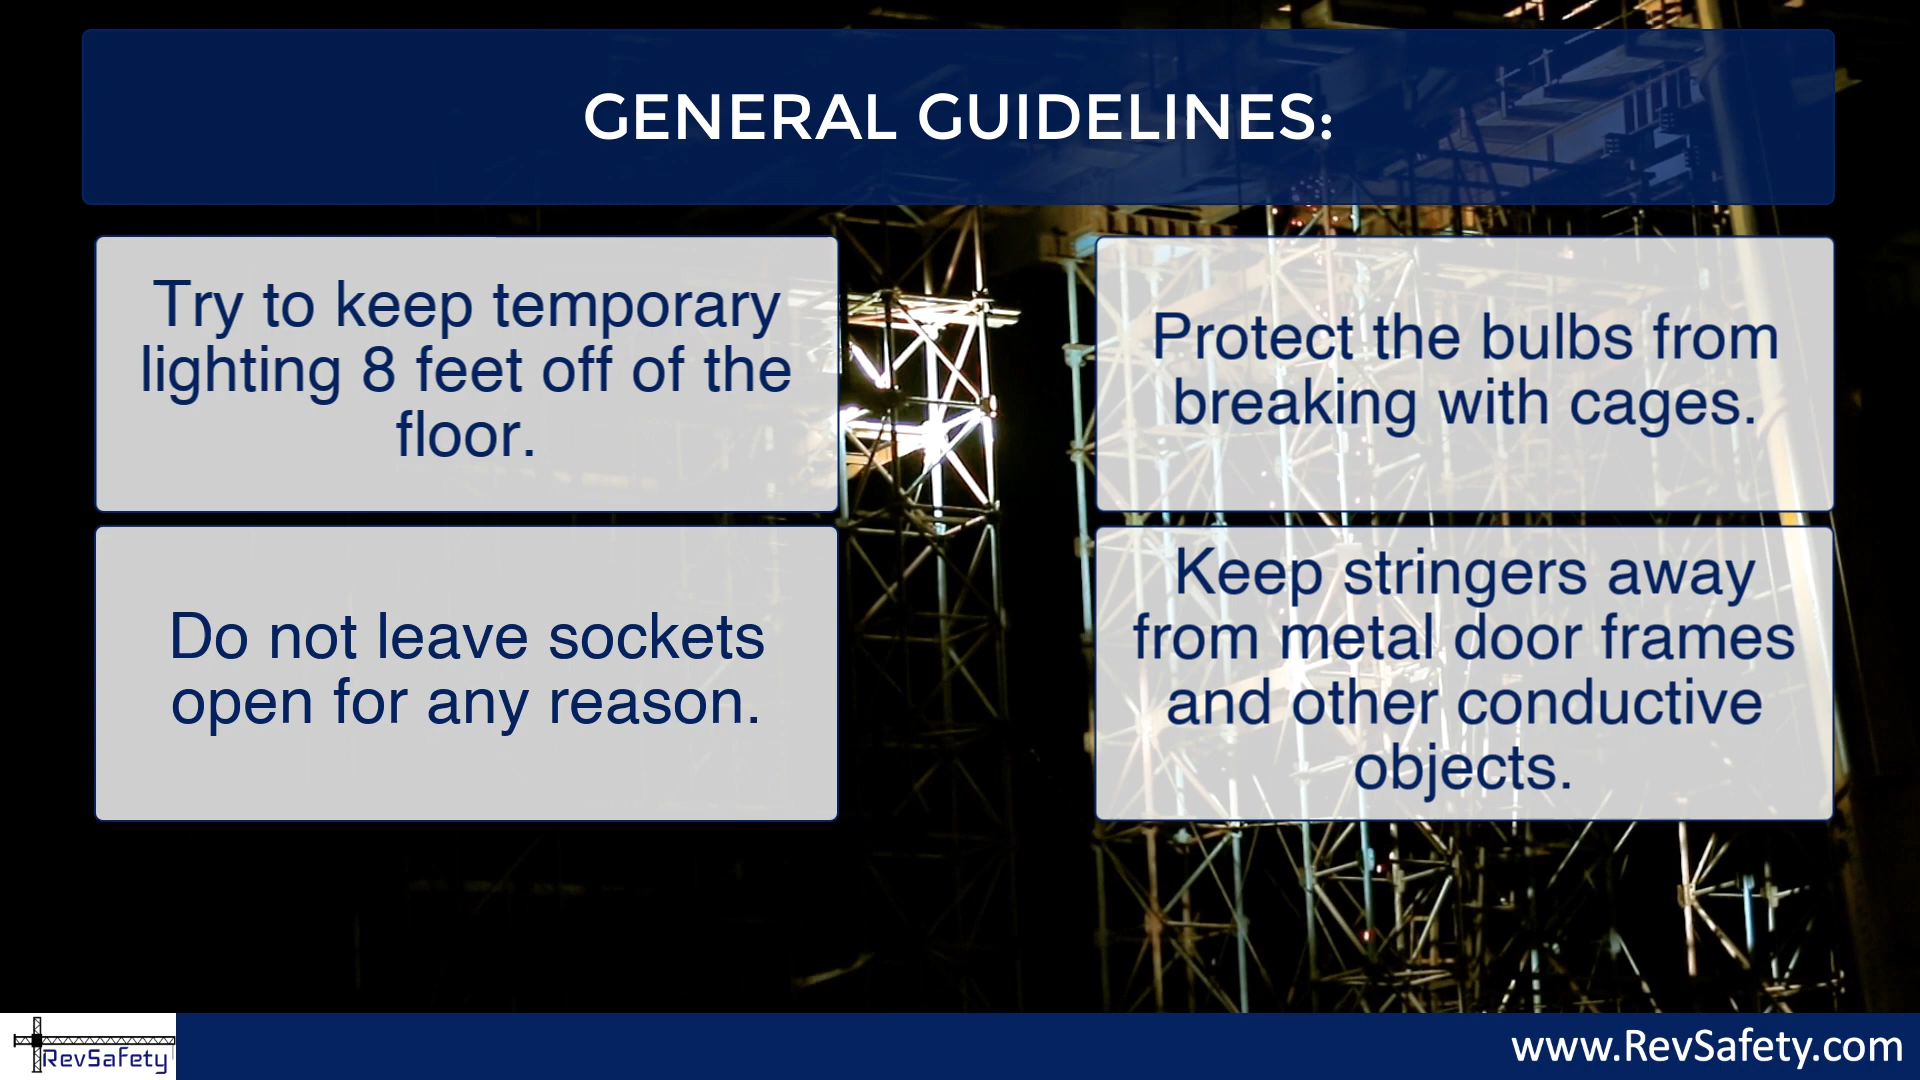 GENERAL GUIDELINES:
Try to keep temporary
lighting 8 feet off of the
floor.
Protect the bulbs from
breaking with cages.
Do not leave sockets
open for any reason.
Keep stringers away
from metal door frames
and other conductive
objects.
RevSafety
www.RevSafety.com